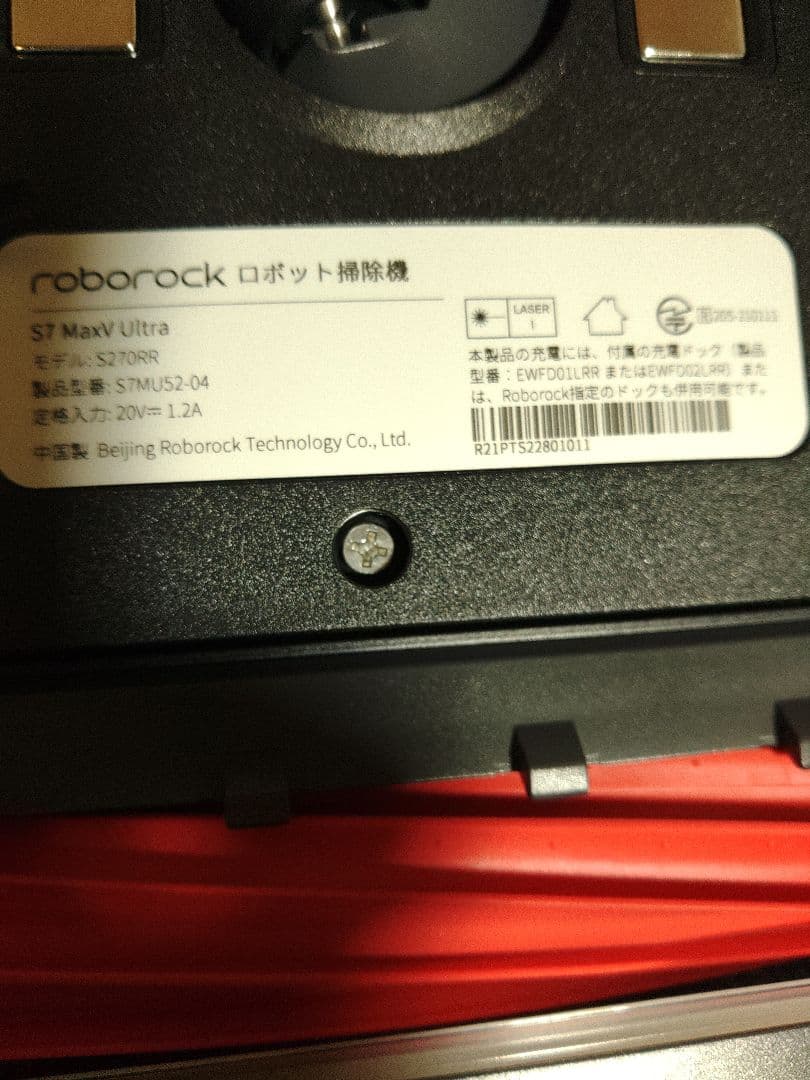 roborock ロボット掃除機
S7 MaxV Ultra
モデル: S270RR
製品型番: S7MU52-04
定格入力: 20V⎓ 1.2A
中国製 Beijing Roborock Technology Co., Ltd.
LASER
1
本製品の充電には、付属の充電ドック（製品
型番：EWFD01LRR またはEWFD02LRR）また
は、Roborock指定のドックも併用可能です。
R21PTS22801011